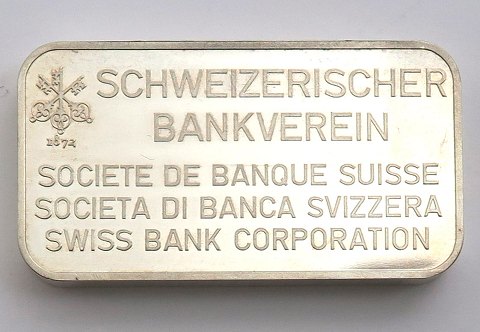 SCHWEIZERISCHER
BANKVEREIN
1872
SOCIETE DE BANQUE SUISSE
SOCIETA DI BANCA SVIZZERA
SWISS BANK CORPORATION